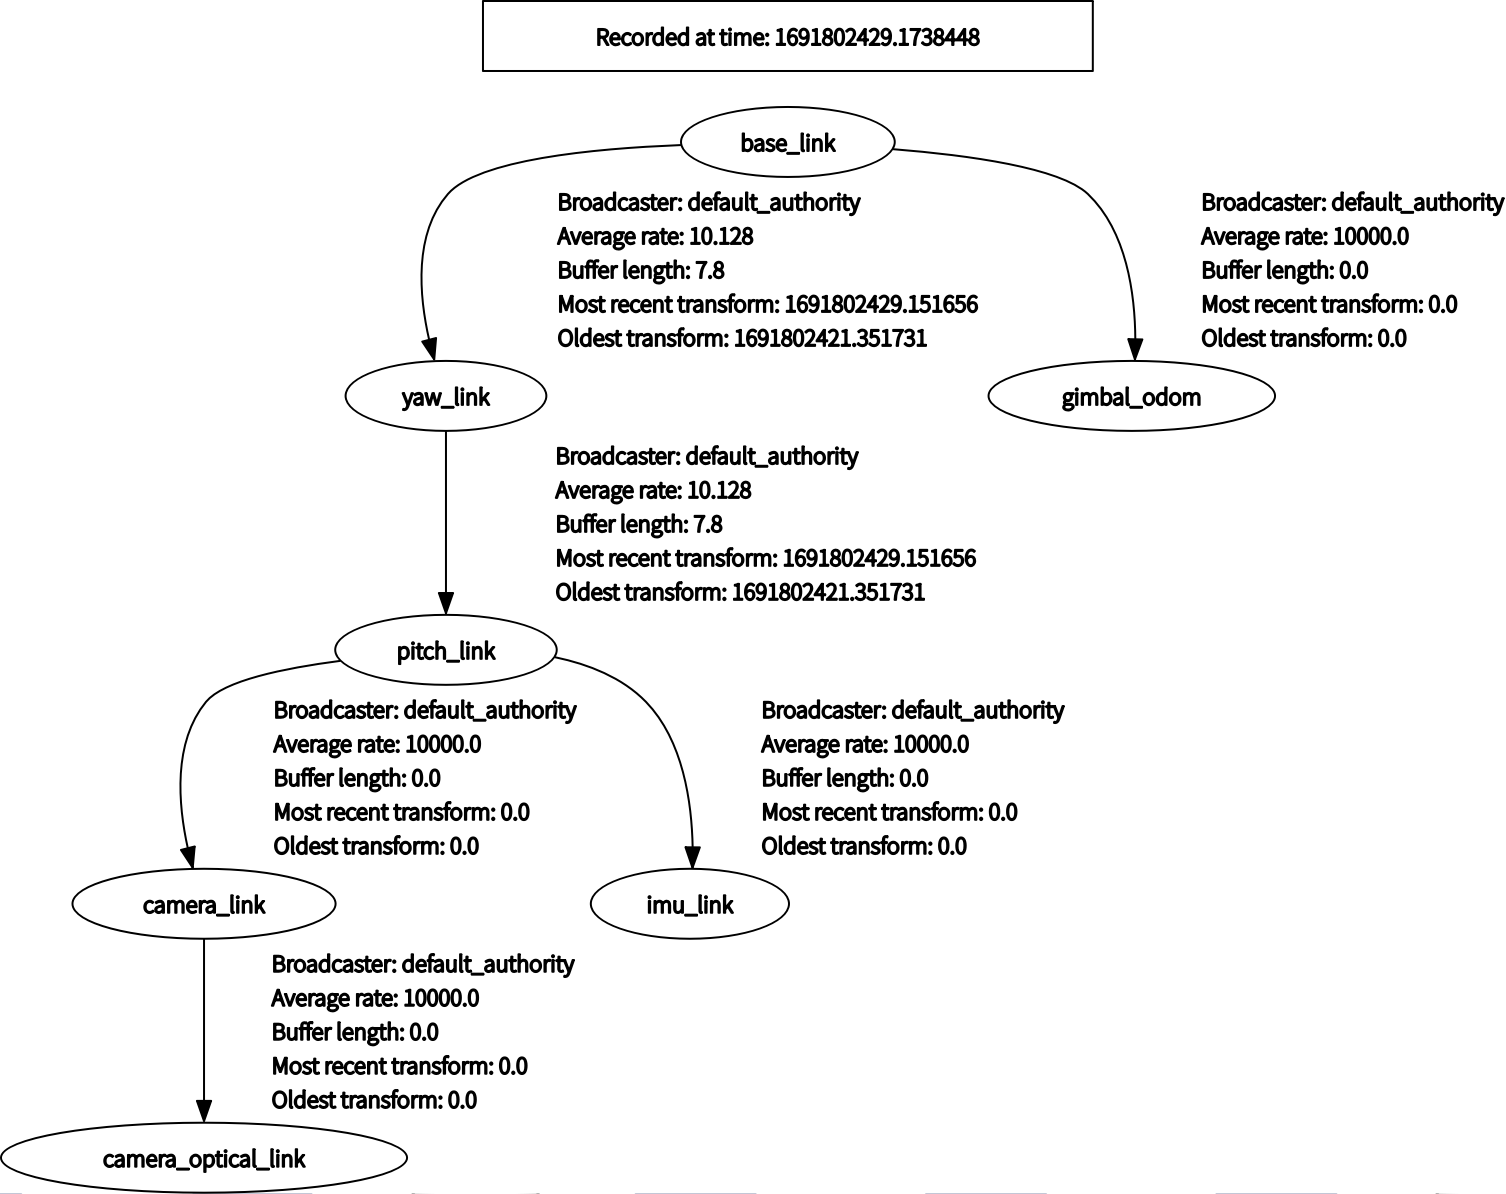 Recorded at time: 1691802429.1738448
base_link
Broadcaster: default_authority
Average rate: 10.128
Buffer length: 7.8
Most recent transform: 1691802429.151656
Oldest transform: 1691802421.351731
Broadcaster: default_authority
Average rate: 10000.0
Buffer length: 0.0
Most recent transform: 0.0
Oldest transform: 0.0
yaw_link
gimbal_odom
Broadcaster: default_authority
Average rate: 10.128
Buffer length: 7.8
Most recent transform: 1691802429.151656
Oldest transform: 1691802421.351731
pitch_link
Broadcaster: default_authority
Average rate: 10000.0
Buffer length: 0.0
Most recent transform: 0.0
Oldest transform: 0.0
Broadcaster: default_authority
Average rate: 10000.0
Buffer length: 0.0
Most recent transform: 0.0
Oldest transform: 0.0
camera_link
imu_link
Broadcaster: default_authority
Average rate: 10000.0
Buffer length: 0.0
Most recent transform: 0.0
Oldest transform: 0.0
camera_optical_link